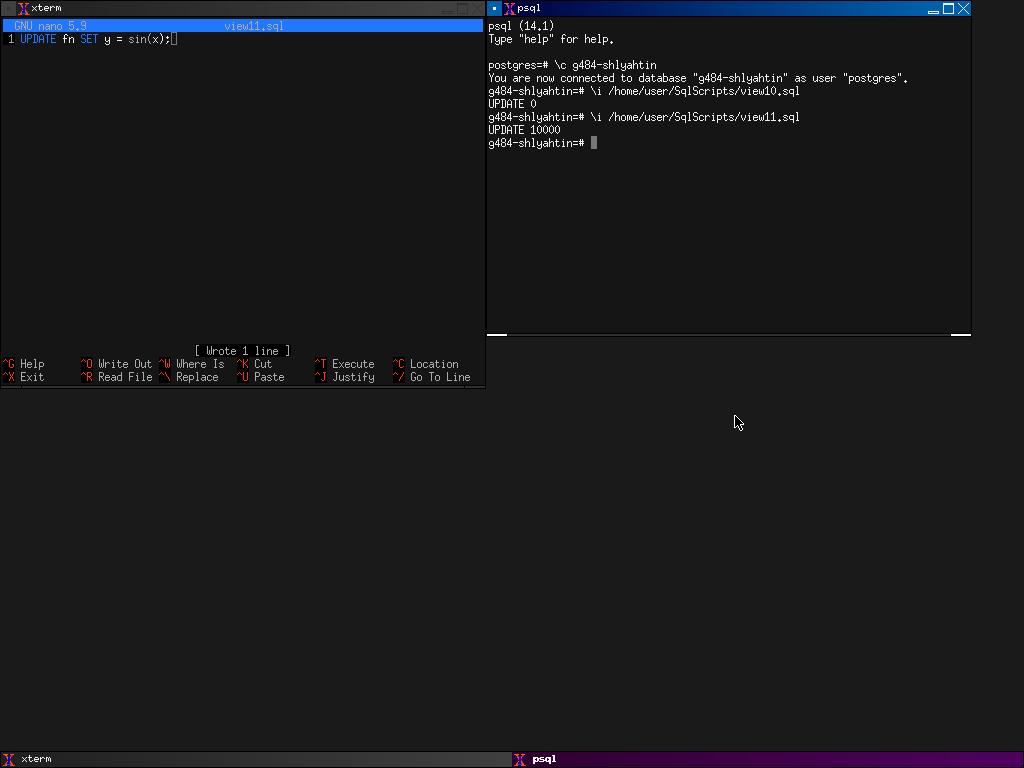 xterm
GNU nano 5.9 view11.sql
1 UPDATE fn SET y = sin(x);
[ Wrote 1 line ]
^G Help ^O Write Out ^W Where Is ^K Cut ^T Execute ^C Location
^X Exit ^R Read File ^\ Replace ^U Paste ^J Justify ^/ Go To Line
psql
psql (14.1)
Type "help" for help.
postgres=# \c g484-shlyahtin
You are now connected to database "g484-shlyahtin" as user "postgres".
g484-shlyahtin=# \i /home/user/SqlScripts/view10.sql
UPDATE 0
g484-shlyahtin=# \i /home/user/SqlScripts/view11.sql
UPDATE 10000
g484-shlyahtin=#
xterm
psql